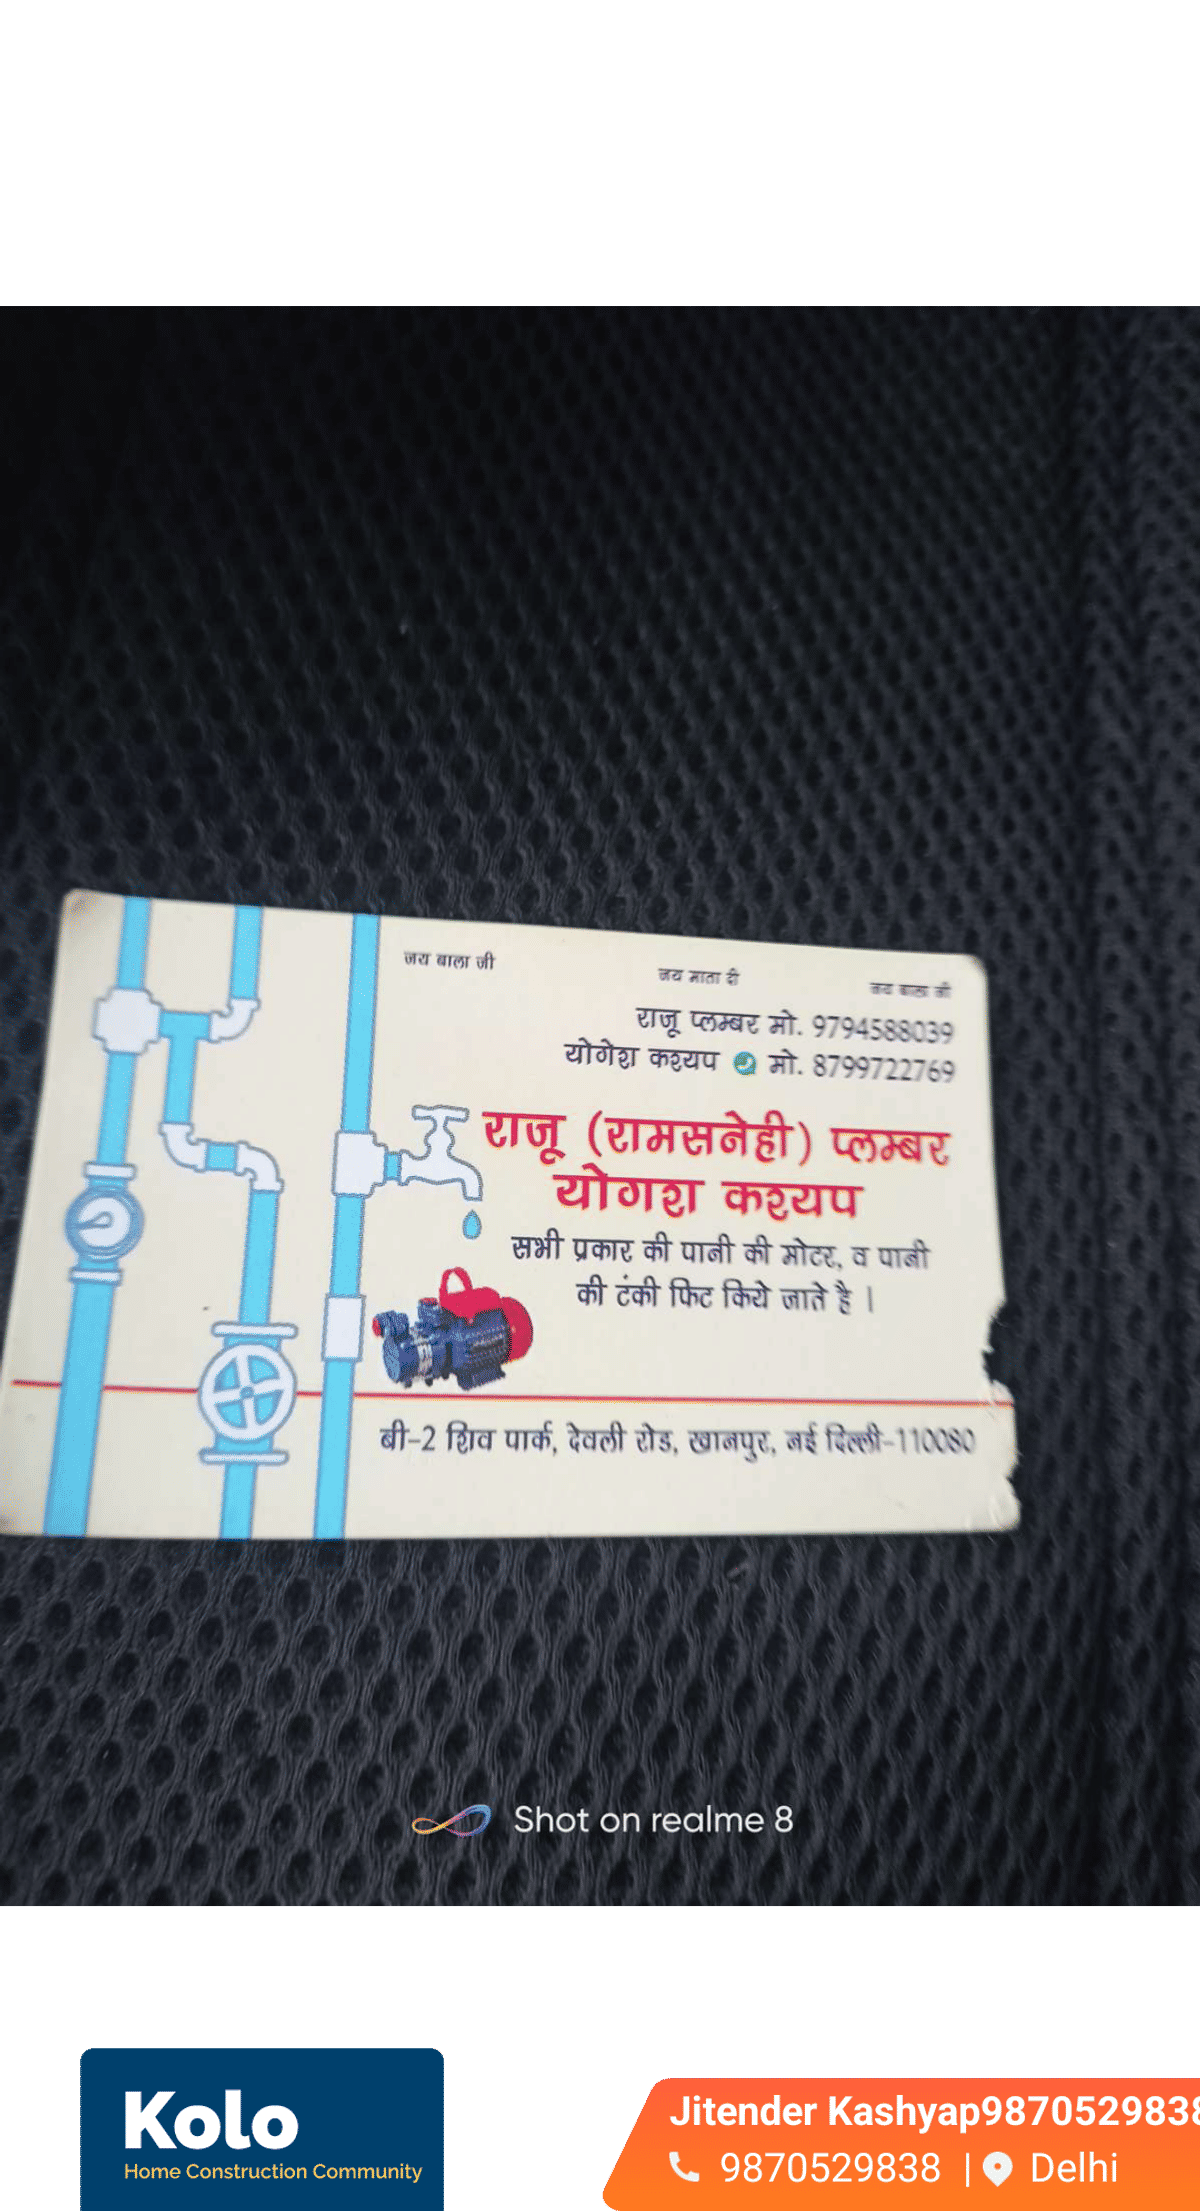 जय बाला जी
जय माता दी
जय बाला जी
राजू प्लम्बर मो. 9794588039
योगेश कश्यप मो. 8799722769
राजू (रामसनेही) प्लम्बर
योगश कश्यप
सभी प्रकार की पानी की मोटर, व पानी
की टंकी फिट किये जाते है |
बी-2 शिव पार्क, देवली रोड, खानपुर, नई दिल्ली-110080
Shot on realme 8
Kolo
Home Construction Community
Jitender Kashyap9870529838
9870529838 | Delhi